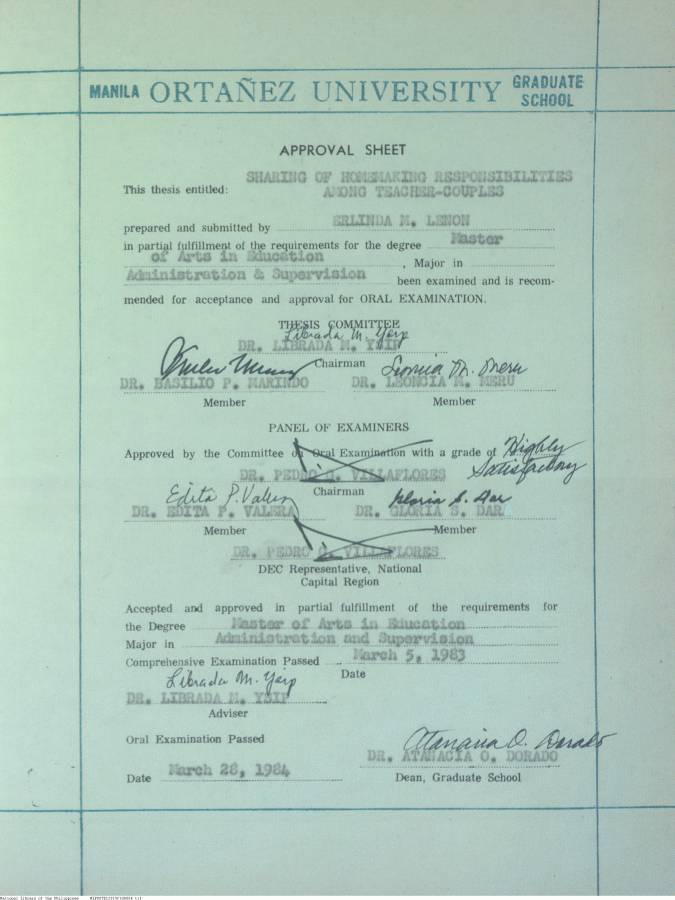 MANILA ORTAÑEZ UNIVERSITY GRADUATE SCHOOL
APPROVAL SHEET
This thesis entitled: SHARING OF HOMEMAKING RESPONSIBILITIES
AMONG TEACHER-COUPLES
prepared and submitted by ERLINDA M. LENON
in partial fulfillment of the requirements for the degree Master
of Arts in Education, Major in
Administration & Supervision been examined and is recom-
mended for acceptance and approval for ORAL EXAMINATION.
THESIS COMMITTEE
Librada M. Ysip
DR. LIBRADA M. YSIP
Chairman
Leoncia M. Meru
DR. BASILIO P. MARINDO DR. LEONCIA M. MERU
Member Member
PANEL OF EXAMINERS
Approved by the Committee on Oral Examination with a grade of Highly
Satisfactory
DR. PEDRO G. VILLAFLORES
Chairman
Edita P. Valera Gloria S. Dar
DR. EDITA P. VALERA DR. GLORIA S. DAR
Member Member
DR. PEDRO G. VILLAFLORES
DEC Representative, National
Capital Region
Accepted and approved in partial fulfillment of the requirements for
the Degree Master of Arts in Education
Major in Administration and Supervision
Comprehensive Examination Passed March 5, 1983
Date
Librada M. Ysip
DR. LIBRADA M. YSIP
Adviser
Oral Examination Passed
Atanacia O. Dorado
DR. ATANACIA O. DORADO
Date March 28, 1984
Dean, Graduate School
National Library of the Philippines